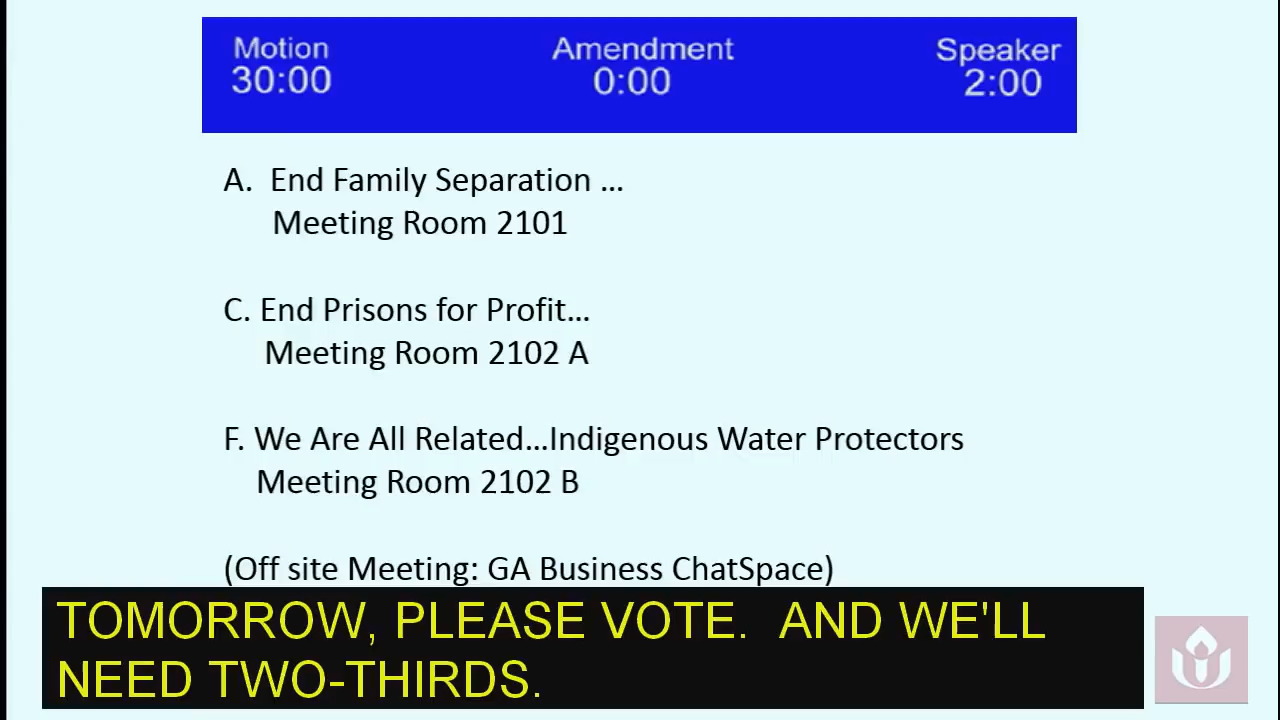 Motion Amendment Speaker
30:00 0:00 2:00
A. End Family Separation ...
Meeting Room 2101
C. End Prisons for Profit...
Meeting Room 2102 A
F. We Are All Related...Indigenous Water Protectors
Meeting Room 2102 B
(Off site Meeting: GA Business ChatSpace)
TOMORROW, PLEASE VOTE. AND WE'LL
NEED TWO-THIRDS.